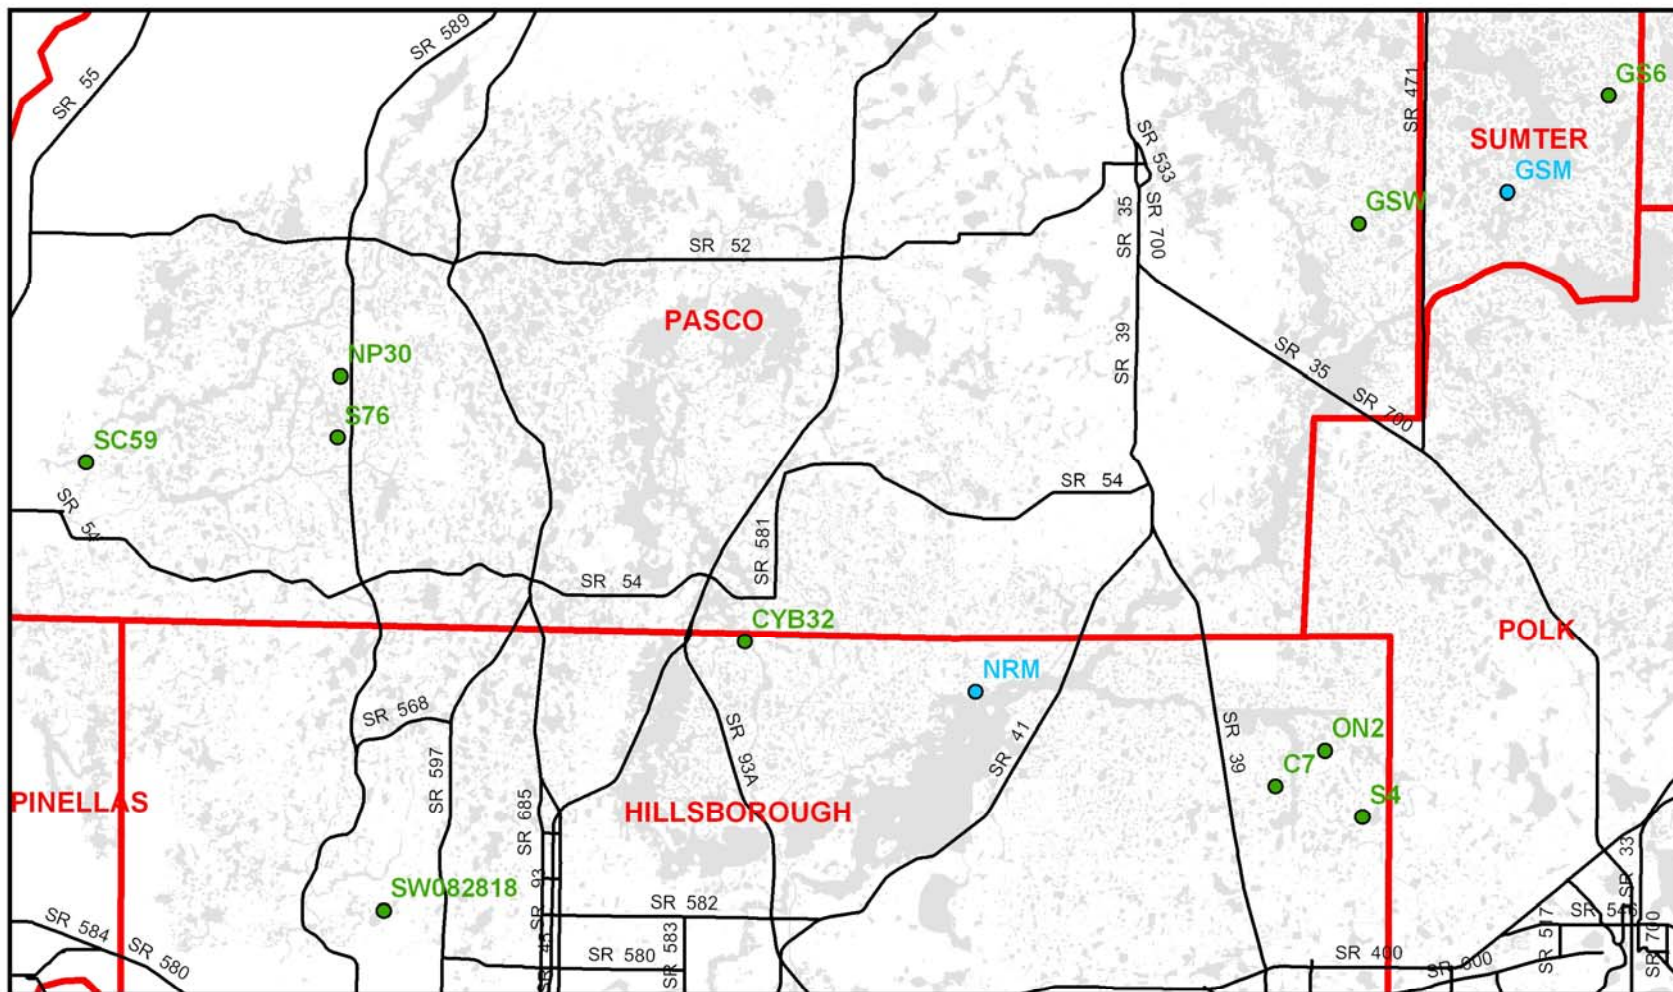 SR 589
SR 55
SR 471
GS6
SUMTER
GSM
SR 533
GSW
SR 35
SR 700
SR 52
PASCO
SR 39
SR 35
SR 700
NP30
S76
SC59
SR 54
SR 54
SR 581
SR 54
CYB32
POLK
NRM
SR 568
SR 93A
SR 41
SR 39
ON2
C7
S4
SR 597
PINELLAS
HILLSBOROUGH
SR 685
SR 33
SW082818
SR 93
SR 582
SR 584
SR 580
SR 45
SR 580
SR 583
SR 400
SR 600
SR 517
SR 700